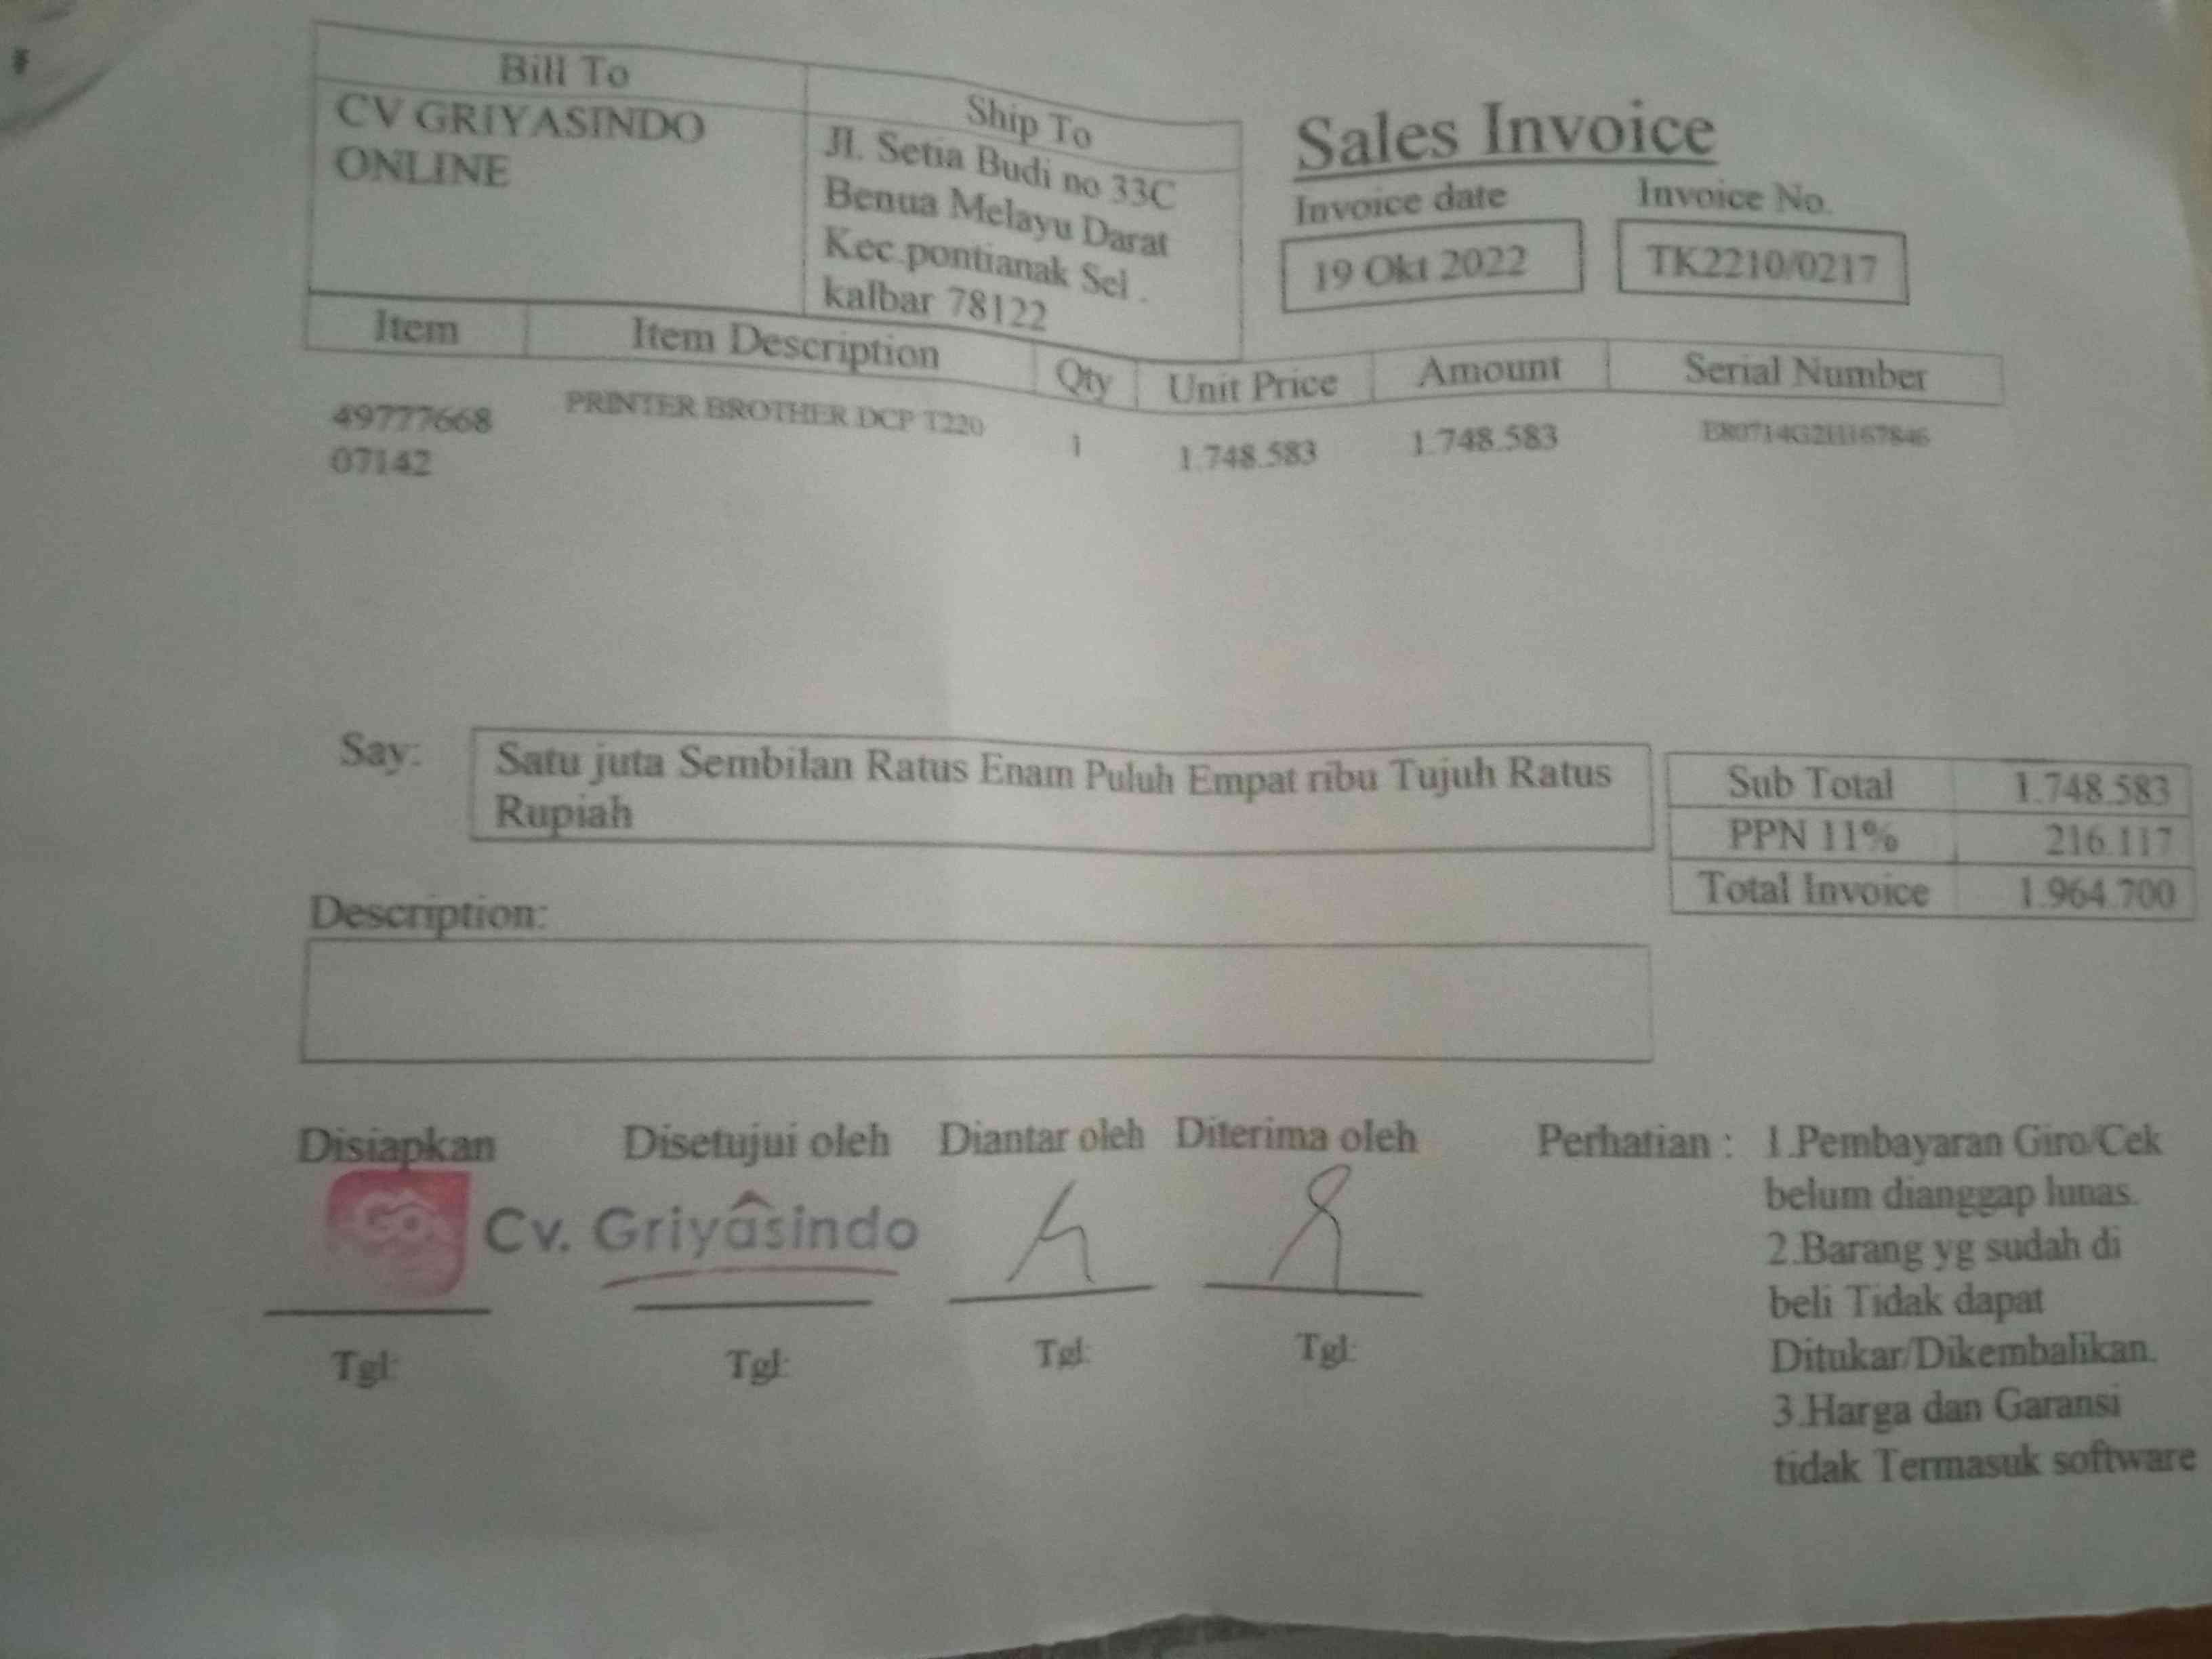 Bill To
Ship To
CV GRIYASINDO
ONLINE
Jl. Setia Budi no 33C
Benua Melayu Darat
Kec.pontianak Sel .
kalbar 78122
Sales Invoice
Invoice date
Invoice No.
19 Okt 2022
TK2210/0217
Item
Item Description
Qty
Unit Price
Amount
Serial Number
49777668
07142
PRINTER BROTHER DCP T220
1
1.748.583
1.748.583
Say:
Satu juta Sembilan Ratus Enam Puluh Empat ribu Tujuh Ratus
Rupiah
Sub Total 1.748.583
PPN 11% 216.117
Total Invoice 1.964.700
Description:
Disiapkan
Disetujui oleh
Diantar oleh
Diterima oleh
GO
Cv. Griyasindo
Tgl:
Tgl:
Tgl:
Tgl:
Perhatian : 1.Pembayaran Giro/Cek
belum dianggap lunas.
2.Barang yg sudah di
beli Tidak dapat
Ditukar/Dikembalikan.
3.Harga dan Garansi
tidak Termasuk software